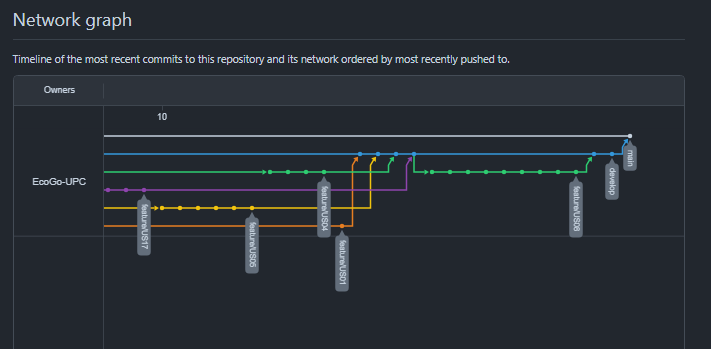 Network graph
Timeline of the most recent commits to this repository and its network ordered by most recently pushed to.
Owners
10
EcoGo-UPC
main
develop
feature/US17
feature/US04
feature/US08
feature/US05
feature/US01